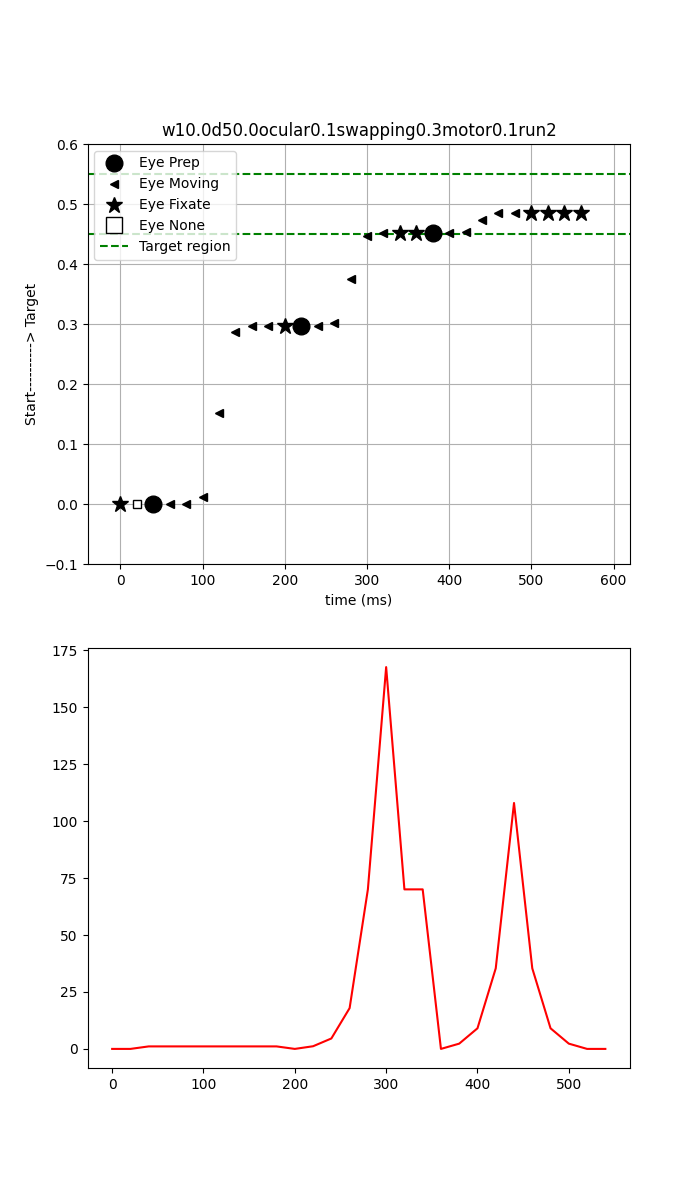 w10.0d50.0ocular0.1swapping0.3motor0.1run2
0.6
0.5
0.4
0.3
0.2
0.1
0.0
−0.1
Start----------> Target
Eye Prep
Eye Moving
Eye Fixate
Eye None
Target region
0 100 200 300 400 500 600
time (ms)
175
150
125
100
75
50
25
0
0 100 200 300 400 500